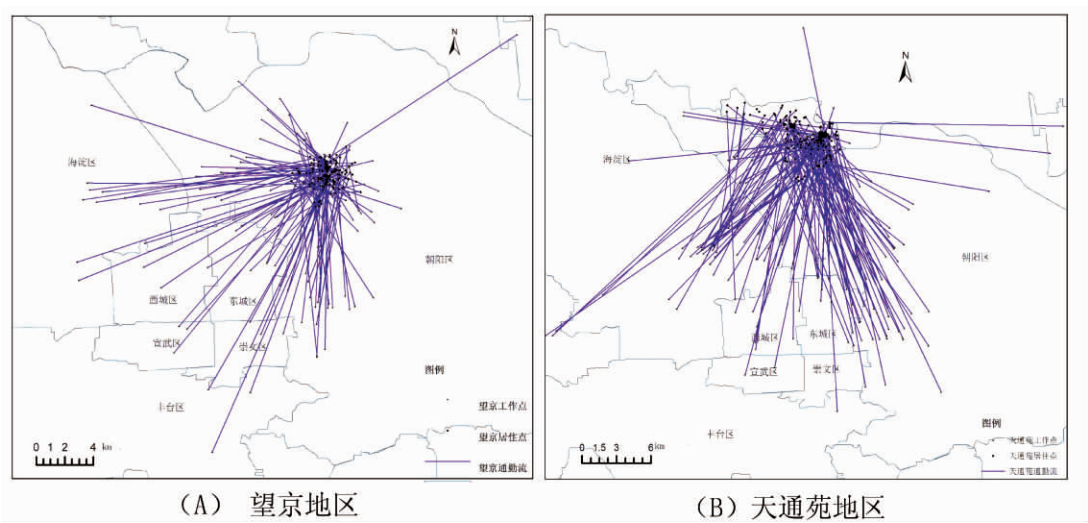 N
海淀区
朝阳区
西城区
东城区
宣武区
崇文区
丰台区
图例
望京工作点
望京居住点
望京通勤流
0 1 2 4 km
(A) 望京地区
N
海淀区
朝阳区
西城区
东城区
宣武区
崇文区
丰台区
图例
天通苑工作点
天通苑居住点
天通苑通勤流
0 1.5 3 6 km
(B) 天通苑地区